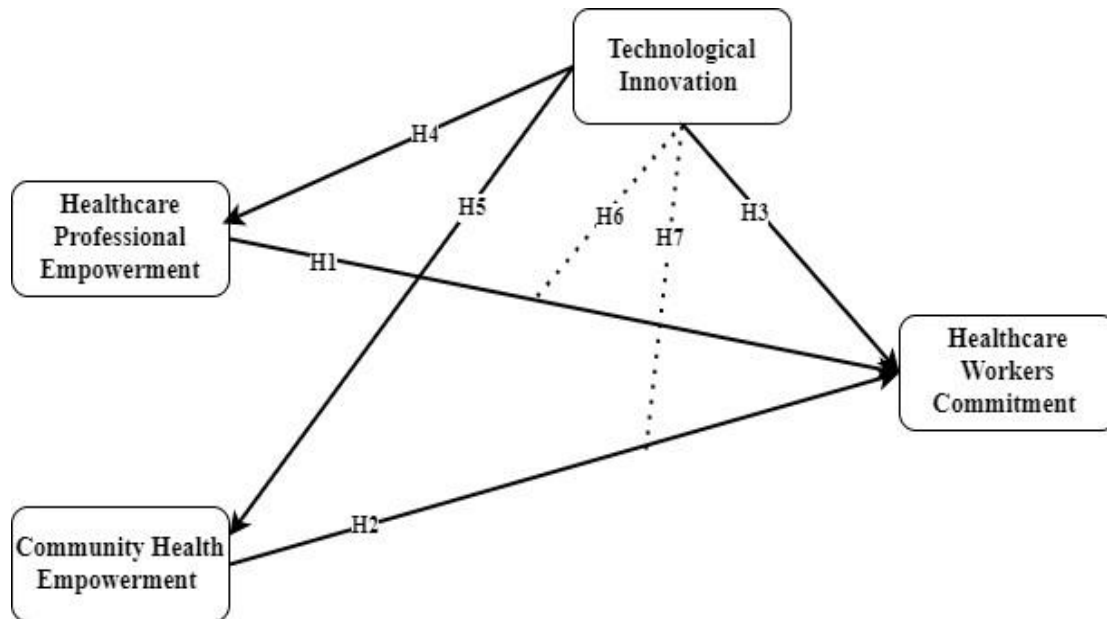 Technological
Innovation
H4
Healthcare
Professional
Empowerment
H5
H6
H3
H7
H1
Healthcare
Workers
Commitment
H2
Community Health
Empowerment